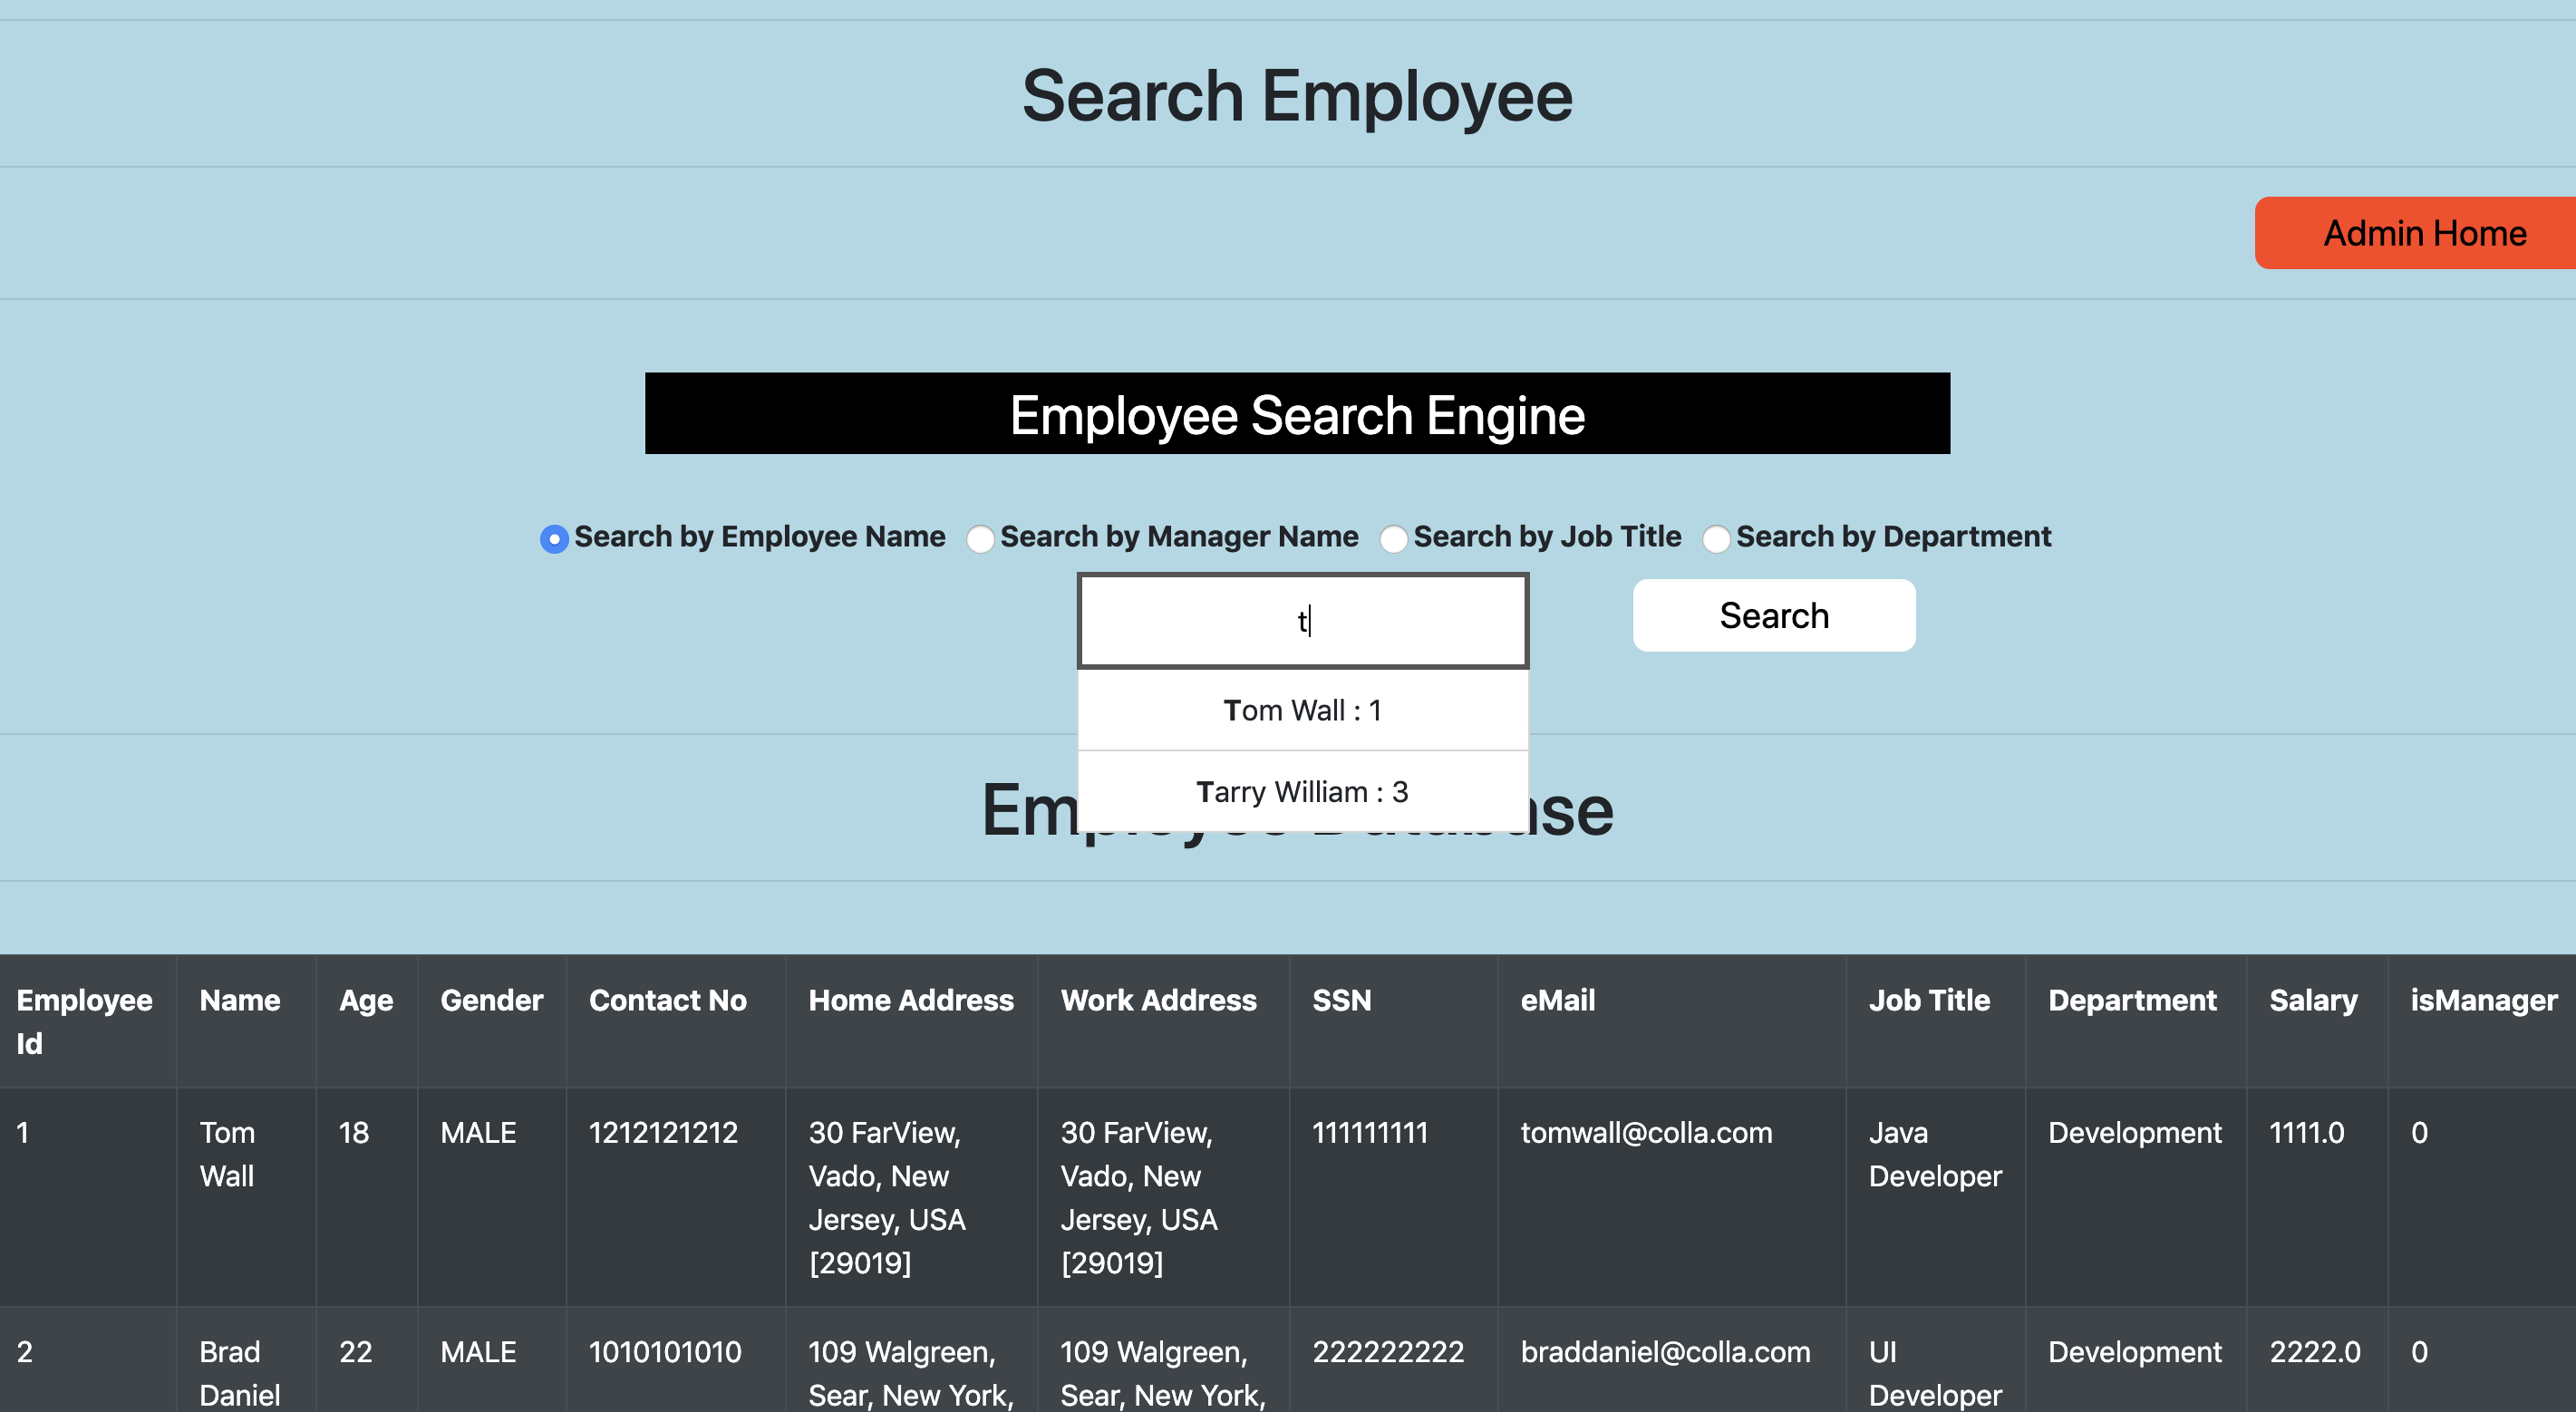 Search Employee
Admin Home
Employee Search Engine
Search by Employee Name Search by Manager Name Search by Job Title Search by Department
t
Search
Tom Wall : 1
Tarry William : 3
Employee Database
Employee Id Name Age Gender Contact No Home Address Work Address SSN eMail Job Title Department Salary isManager
1 Tom Wall 18 MALE 1212121212 30 FarView, Vado, New Jersey, USA [29019] 30 FarView, Vado, New Jersey, USA [29019] 111111111 tomwall@colla.com Java Developer Development 1111.0 0
2 Brad Daniel 22 MALE 1010101010 109 Walgreen, Sear, New York, 109 Walgreen, Sear, New York, 222222222 braddaniel@colla.com UI Developer Development 2222.0 0